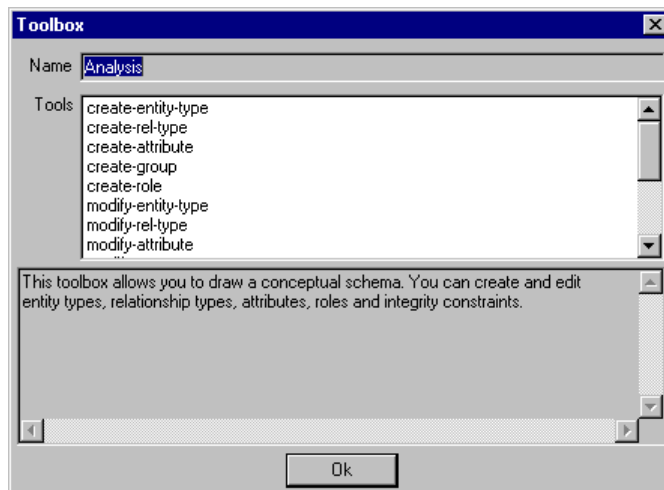 Toolbox
Name Analysis
Tools create-entity-type
create-rel-type
create-attribute
create-group
create-role
modify-entity-type
modify-rel-type
modify-attribute
This toolbox allows you to draw a conceptual schema. You can create and edit
entity types, relationship types, attributes, roles and integrity constraints.
Ok